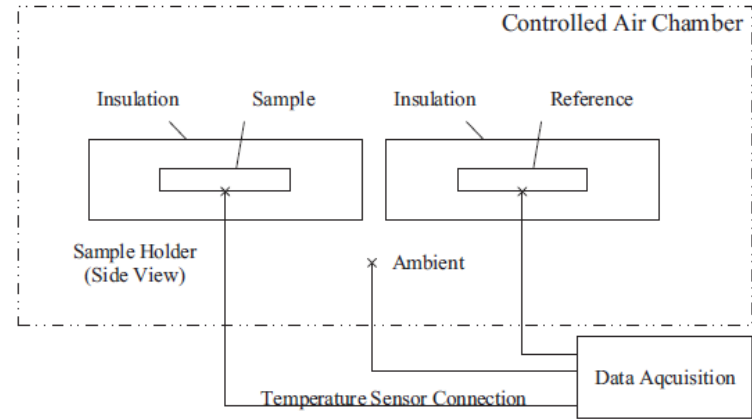 Controlled Air Chamber
Insulation
Sample
Insulation
Reference
Sample Holder
(Side View)
Ambient
Data Aqcuisition
Temperature Sensor Connection